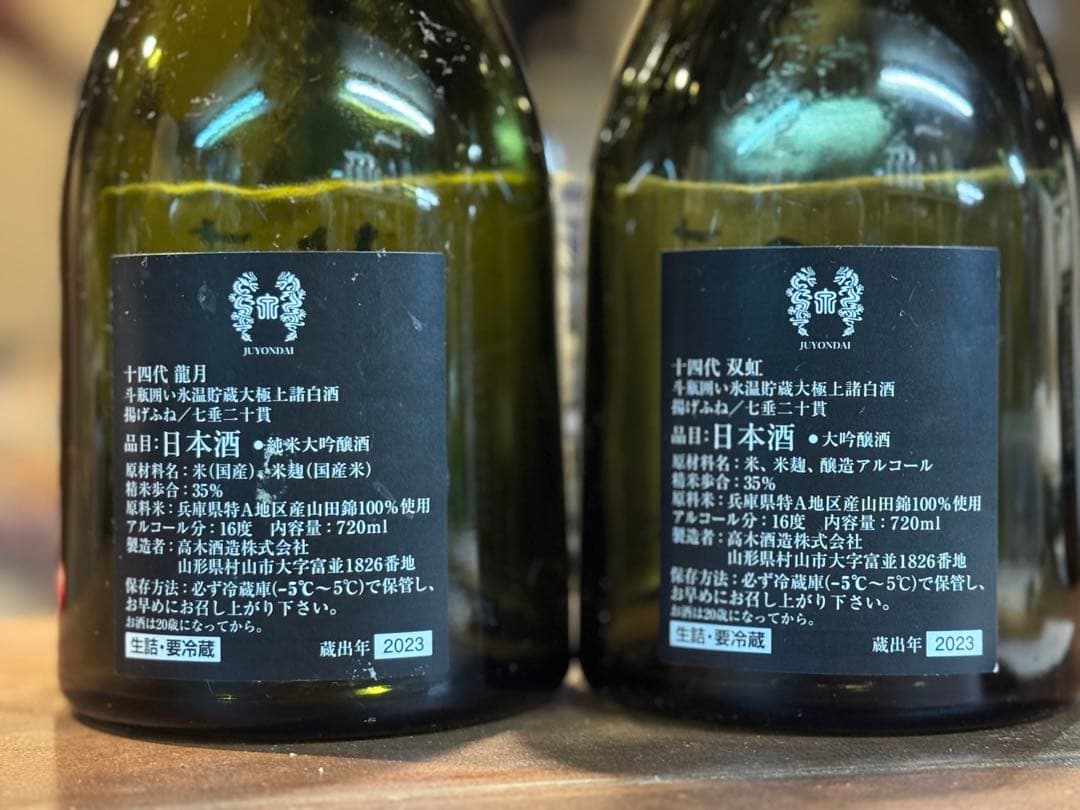 JUYONDAI
十四代 龍月
斗瓶囲い氷温貯蔵大極上諸白酒
揚げふね／七垂二十貫
品目：日本酒 ●純米大吟醸酒
原材料名：米（国産）、米麹（国産米）
精米歩合：35%
原料米：兵庫県特A地区産山田錦100%使用
アルコール分：16度 内容量：720ml
製造者：高木酒造株式会社
山形県村山市大字富並1826番地
保存方法：必ず冷蔵庫(-5℃～5℃)で保管し、
お早めにお召し上がり下さい。
お酒は20歳になってから。
生詰・要冷蔵 蔵出年 2023
JUYONDAI
十四代 双虹
斗瓶囲い氷温貯蔵大極上諸白酒
揚げふね／七垂二十貫
品目：日本酒 ●大吟醸酒
原材料名：米、米麹、醸造アルコール
精米歩合：35%
原料米：兵庫県特A地区産山田錦100%使用
アルコール分：16度 内容量：720ml
製造者：高木酒造株式会社
山形県村山市大字富並1826番地
保存方法：必ず冷蔵庫(-5℃～5℃)で保管し、
お早めにお召し上がり下さい。
お酒は20歳になってから。
生詰・要冷蔵 蔵出年 2023